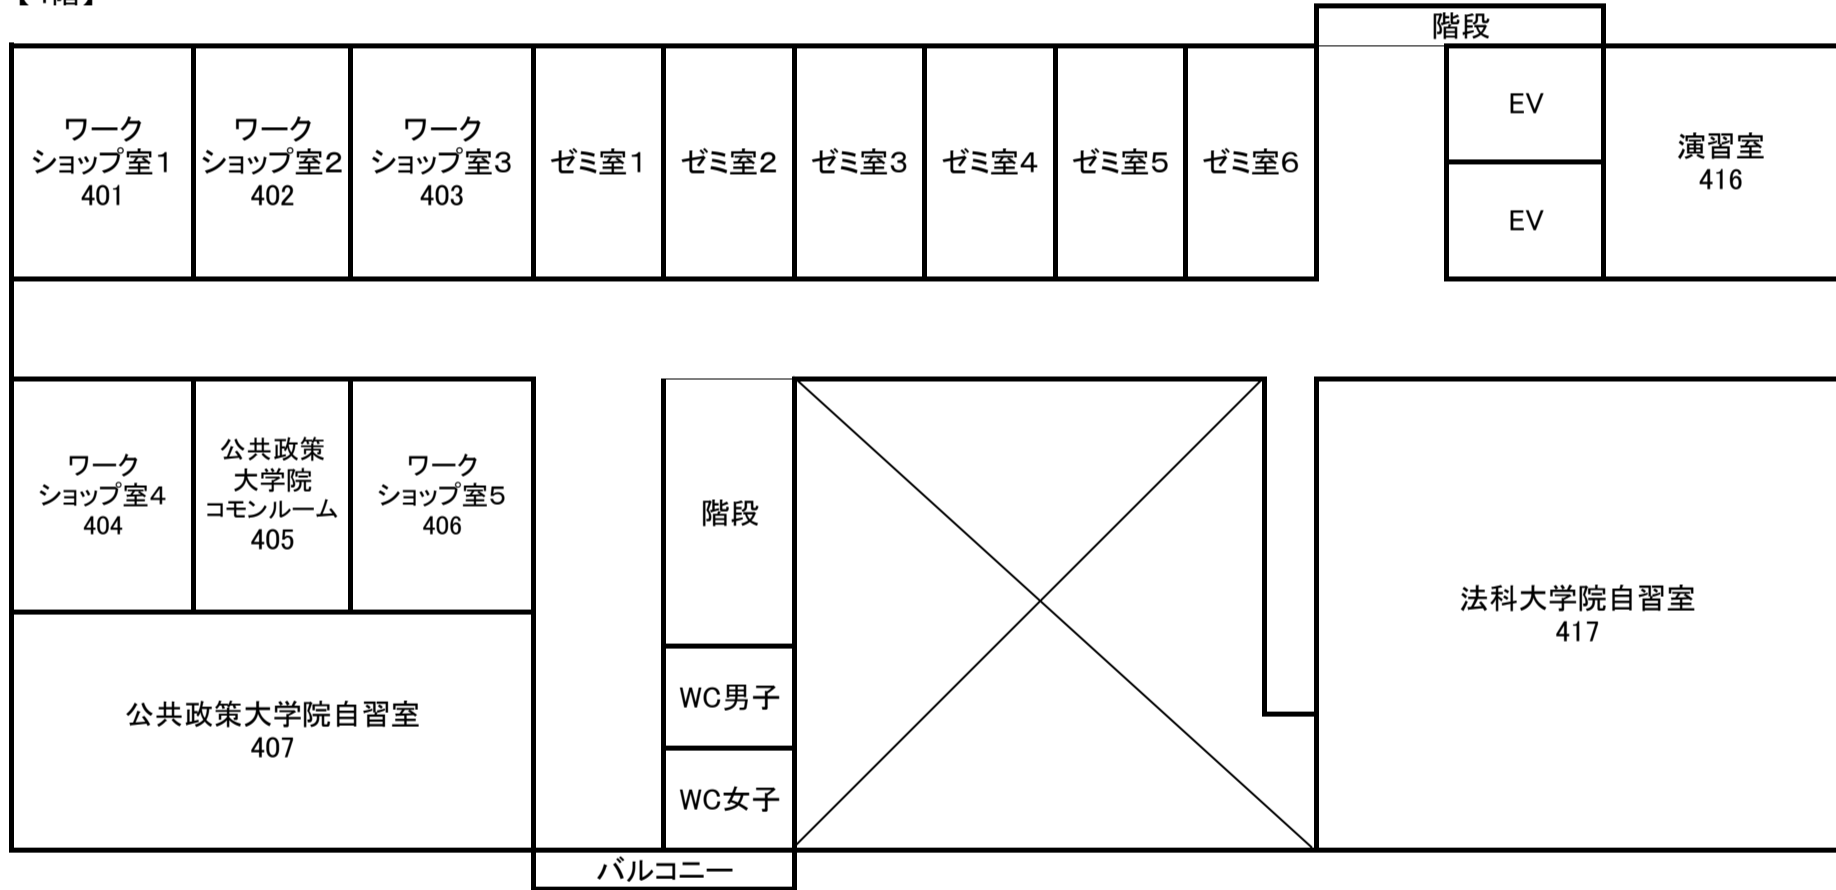 階段
ワーク
ショップ室1
401
ワーク
ショップ室2
402
ワーク
ショップ室3
403
ゼミ室1
ゼミ室2
ゼミ室3
ゼミ室4
ゼミ室5
ゼミ室6
EV
EV
演習室
416
ワーク
ショップ室4
404
公共政策
大学院
コモンルーム
405
ワーク
ショップ室5
406
階段
法科大学院自習室
417
公共政策大学院自習室
407
WC男子
WC女子
バルコニー